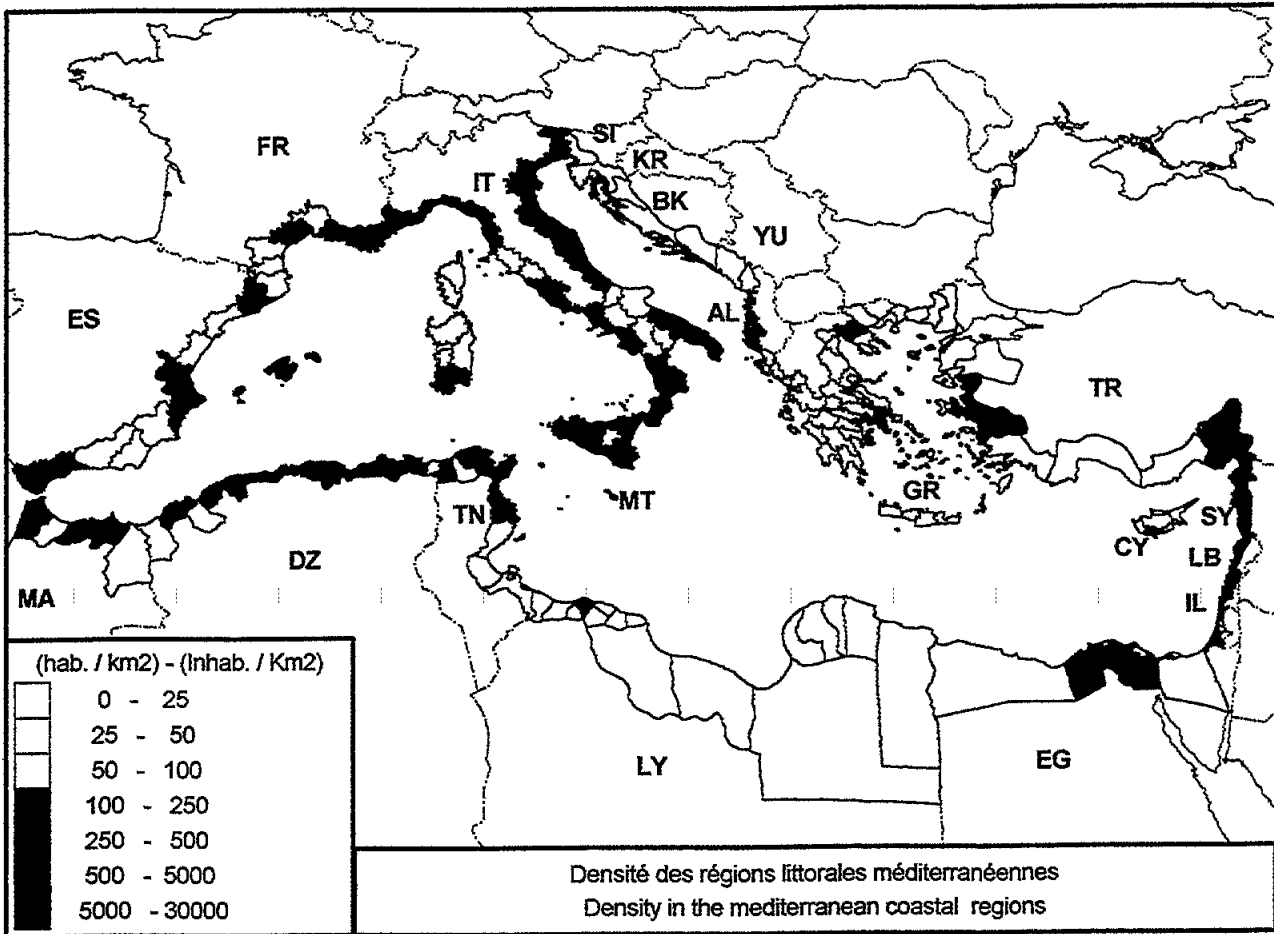 FR
SI
KR
IT
BK
YU
ES
AL
TR
MT
GR
TN
SY
CY
DZ
LB
MA
IL
LY
EG
(hab. / km2) - (Inhab. / Km2)
0 - 25
25 - 50
50 - 100
100 - 250
250 - 500
500 - 5000
5000 - 30000
Densité des régions littorales méditerranéennes
Density in the mediterranean coastal regions